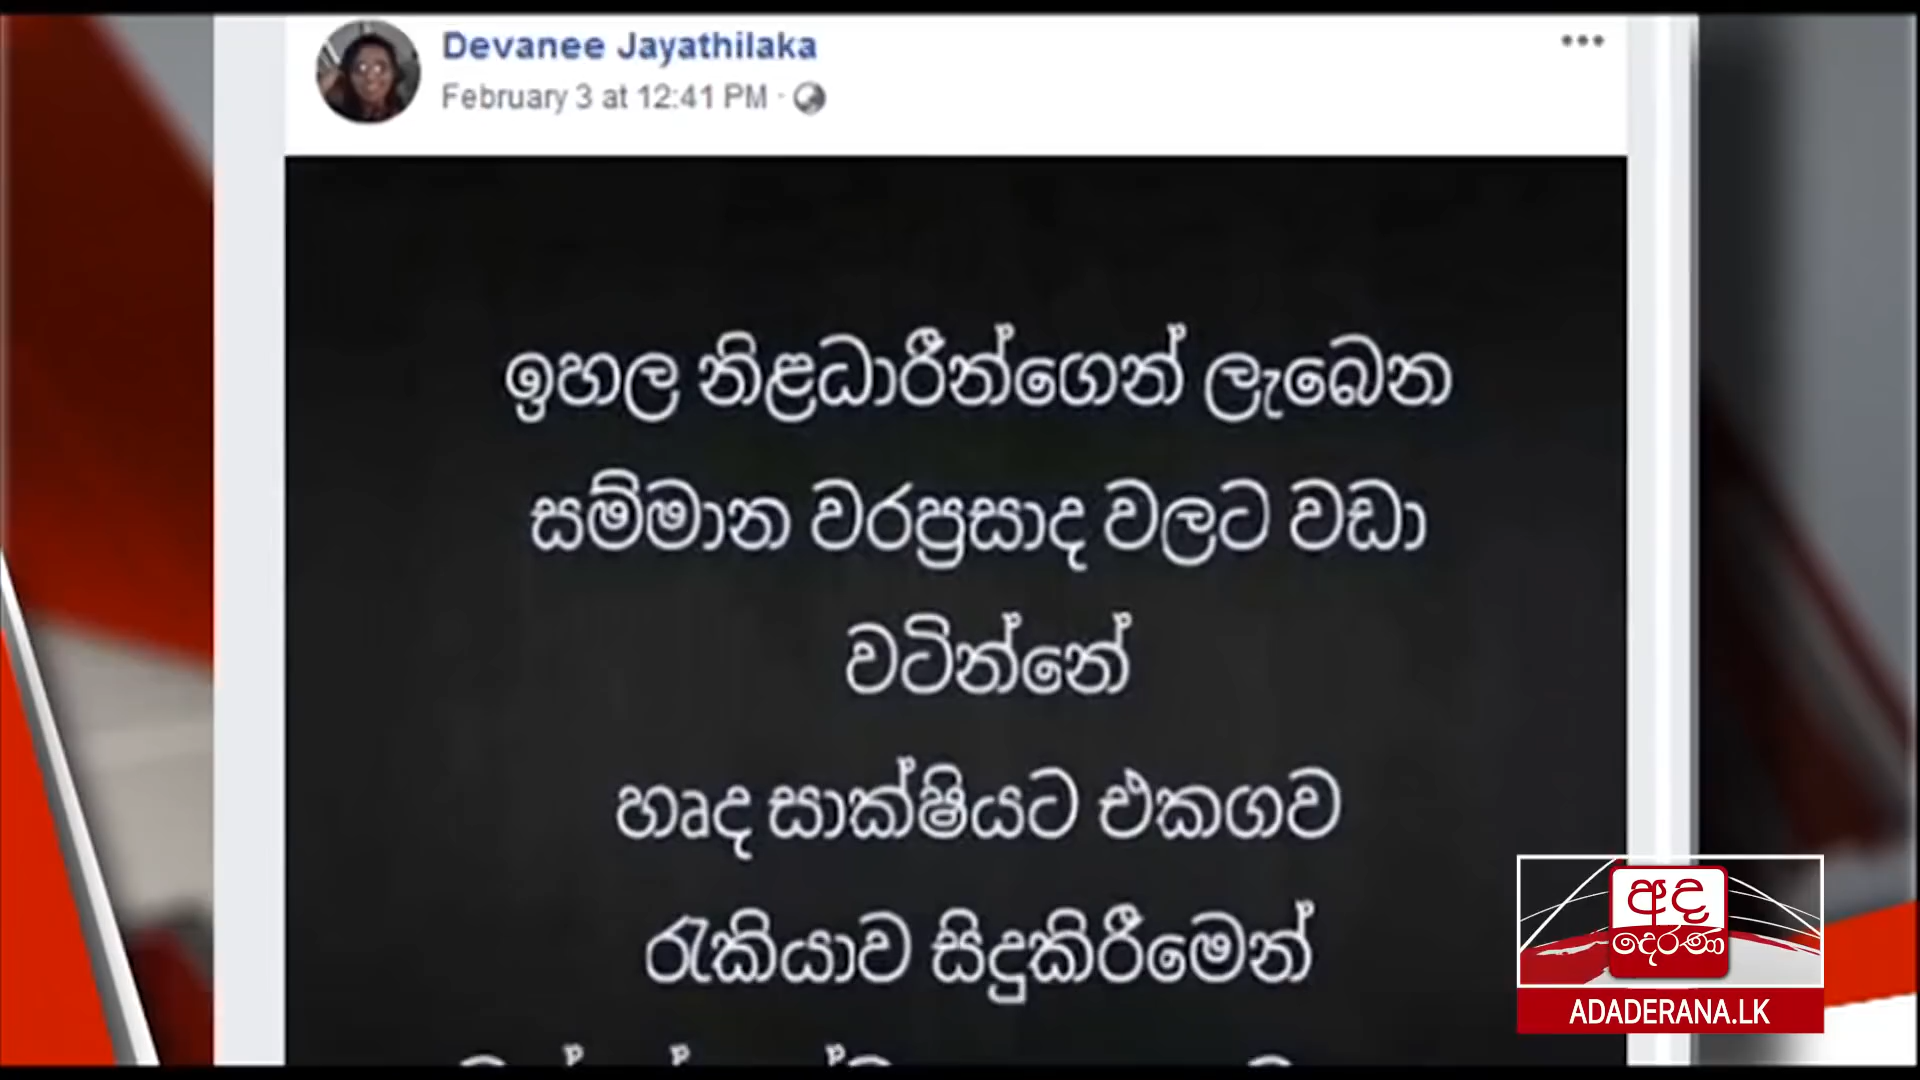 Devanee Jayathilaka
February 3 at 12:41 PM ·
ඉහල නිළධාරීන්ගෙන් ලැබෙන
සම්මාන වරප්‍රසාද වලට වඩා
වටින්නේ
හෘද සාක්ෂියට එකගව
රැකියාව සිදුකිරීමෙන්
අද
දෙරණ
ADADERANA.LK